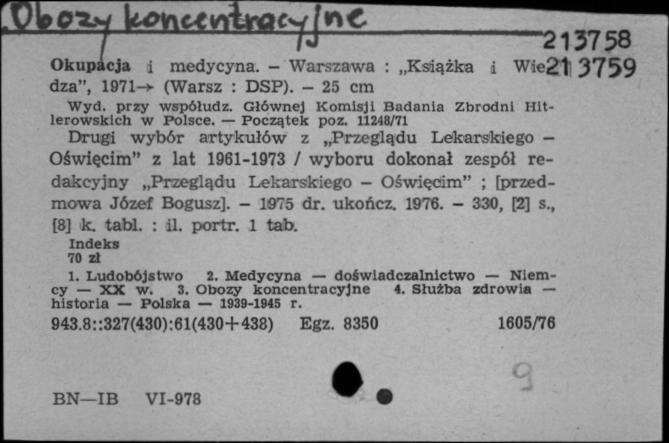 Obozy koncentracyjne
213758
Okupacja i medycyna. — Warszawa : „Książka i Wie
213759
dza”, 1971→ (Warsz : DSP). — 25 cm
Wyd. przy współudz. Głównej Komisji Badania Zbrodni Hit-
lerowskich w Polsce. — Początek poz. 11248/71
Drugi wybór artykułów z „Przeglądu Lekarskiego —
Oświęcim” z lat 1961-1973 / wyboru dokonał zespół re-
dakcyjny „Przeglądu Lekarskiego — Oświęcim” ; [przed-
mowa Józef Bogusz]. — 1975 dr. ukończ. 1976. — 330, [2] s.,
[8] k. tabl. : il. portr. 1 tab.
Indeks
70 zł
1. Ludobójstwo 2. Medycyna — doświadczalnictwo — Niem-
cy — XX w. 3. Obozy koncentracyjne 4. Służba zdrowia —
historia — Polska — 1939-1945 r.
943.8::327(430):61(430+438) Egz. 8350 1605/76
9
BN—IB VI-978